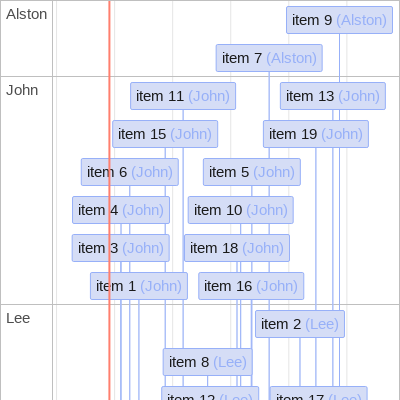 Alston
item 9 (Alston)
item 7 (Alston)
John
item 11 (John)
item 13 (John)
item 15 (John)
item 19 (John)
item 6 (John)
item 5 (John)
item 4 (John)
item 10 (John)
item 3 (John)
item 18 (John)
item 1 (John)
item 16 (John)
Lee
item 2 (Lee)
item 8 (Lee)
item 12 (Lee)
item 17 (Lee)